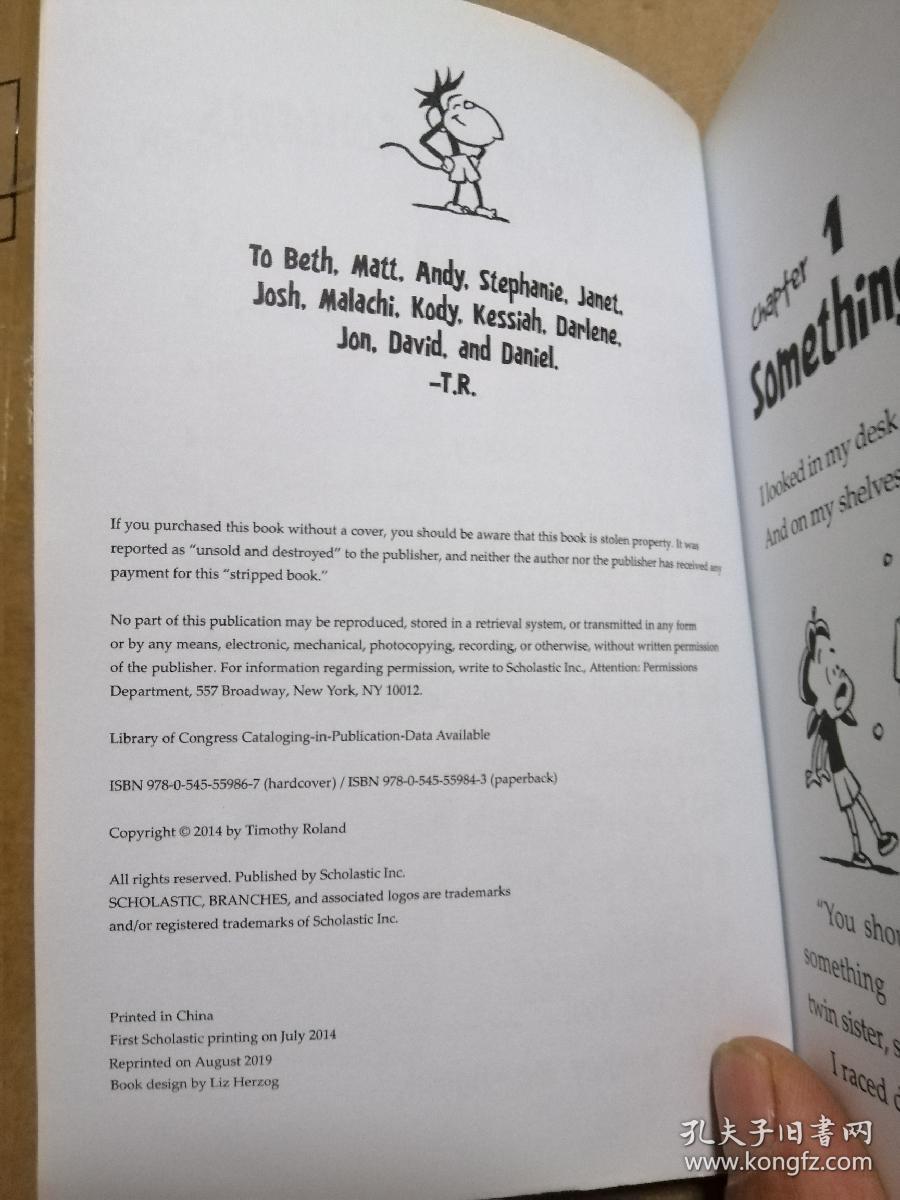 To Beth, Matt, Andy, Stephanie, Janet,
Josh, Malachi, Kody, Kessiah, Darlene,
Jon, David, and Daniel.
–T.R.
If you purchased this book without a cover, you should be aware that this book is stolen property. It was
reported as “unsold and destroyed” to the publisher, and neither the author nor the publisher has received any
payment for this “stripped book.”
No part of this publication may be reproduced, stored in a retrieval system, or transmitted in any form
or by any means, electronic, mechanical, photocopying, recording, or otherwise, without written permission
of the publisher. For information regarding permission, write to Scholastic Inc., Attention: Permissions
Department, 557 Broadway, New York, NY 10012.
Library of Congress Cataloging-in-Publication-Data Available
ISBN 978-0-545-55986-7 (hardcover) / ISBN 978-0-545-55984-3 (paperback)
Copyright © 2014 by Timothy Roland
All rights reserved. Published by Scholastic Inc.
SCHOLASTIC, BRANCHES, and associated logos are trademarks
and/or registered trademarks of Scholastic Inc.
Printed in China
First Scholastic printing on July 2014
Reprinted on August 2019
Book design by Liz Herzog
chapter 1
Something
I looked in my desk
And on my shelves
“You
something
twin sister,
I raced
孔夫子旧书网
www.kongfz.com